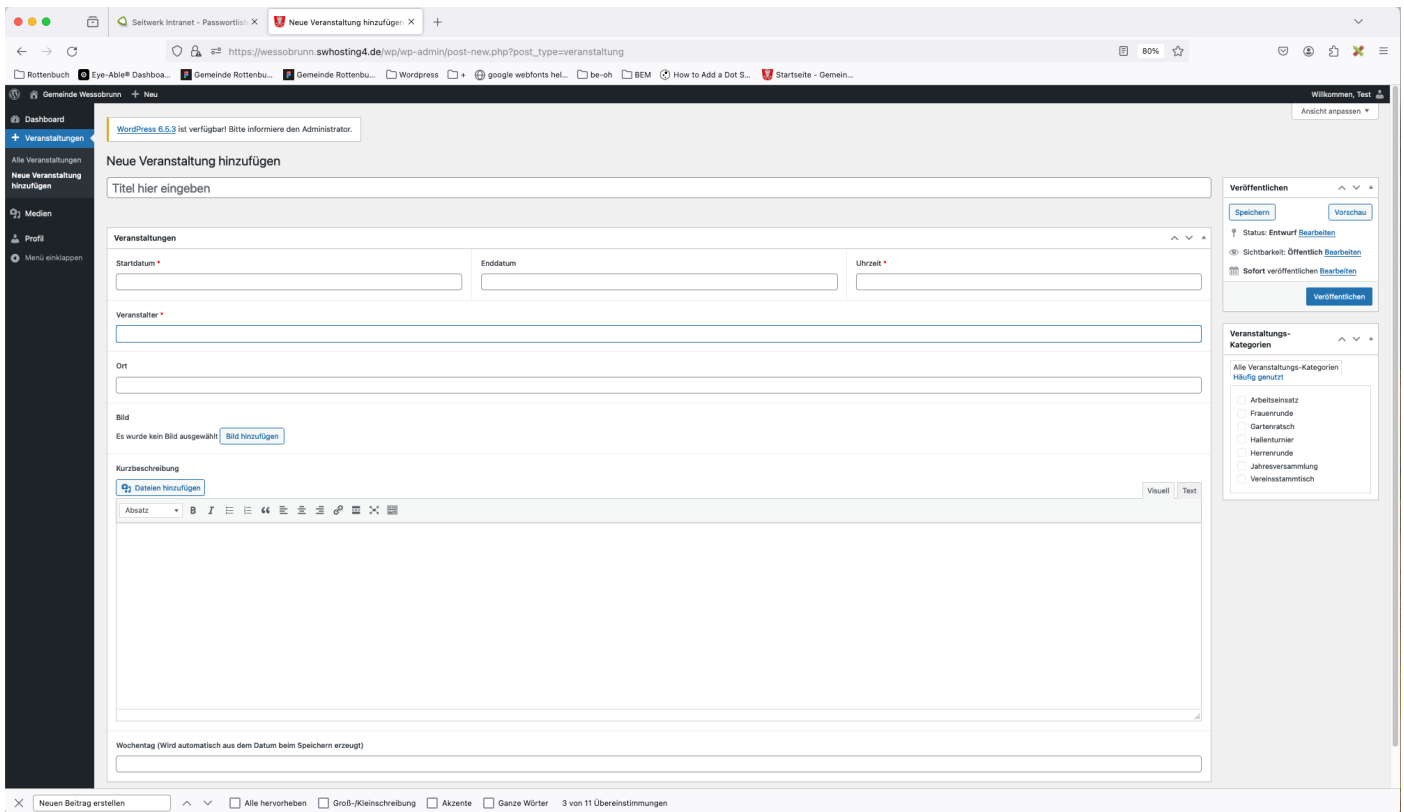 Seitwerk Intranet - Passwortlist
Neue Veranstaltung hinzufügen
https://wessobrunn.swhosting4.de/wp/wp-admin/post-new.php?post_type=veranstaltung
80%
Rottenbuch
Eye-Able® Dashboa...
Gemeinde Rottenbu...
Gemeinde Rottenbu...
Wordpress
+
google webfonts hel...
be-oh
BEM
How to Add a Dot S...
Startseite - Gemein...
Gemeinde Wessobrunn
+ Neu
Willkommen, Test
Dashboard
Veranstaltungen
Alle Veranstaltungen
Neue Veranstaltung
hinzufügen
Medien
Profil
Menü einklappen
Ansicht anpassen
WordPress 6.5.3 ist verfügbar! Bitte informiere den Administrator.
Neue Veranstaltung hinzufügen
Titel hier eingeben
Veranstaltungen
Startdatum *
Enddatum
Uhrzeit *
Veranstalter *
Ort
Bild
Es wurde kein Bild ausgewählt
Bild hinzufügen
Kurzbeschreibung
Dateien hinzufügen
Visuell
Text
Absatz
B
I
Wochentag (Wird automatisch aus dem Datum beim Speichern erzeugt)
Veröffentlichen
Speichern
Vorschau
Status: Entwurf Bearbeiten
Sichtbarkeit: Öffentlich Bearbeiten
Sofort veröffentlichen Bearbeiten
Veröffentlichen
Veranstaltungs-
Kategorien
Alle Veranstaltungs-Kategorien
Häufig genutzt
Arbeitseinsatz
Frauenrunde
Gartenratsch
Hallenturnier
Herrenrunde
Jahresversammlung
Vereinsstammtisch
Neuen Beitrag erstellen
Alle hervorheben
Groß-/Kleinschreibung
Akzente
Ganze Wörter
3 von 11 Übereinstimmungen